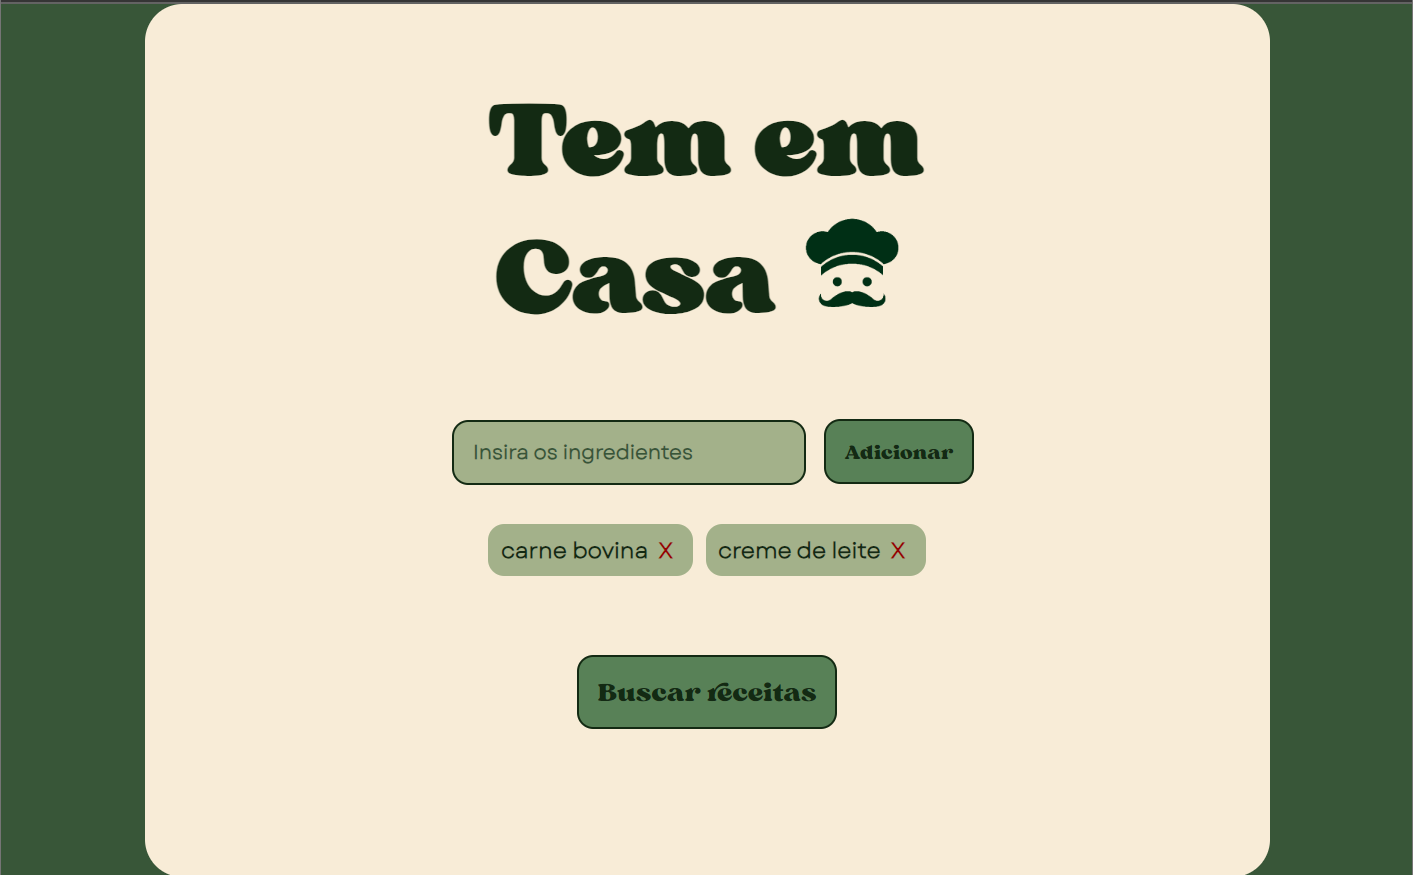 Tem em
Casa
Insira os ingredientes
Adicionar
carne bovina X
creme de leite X
Buscar receitas